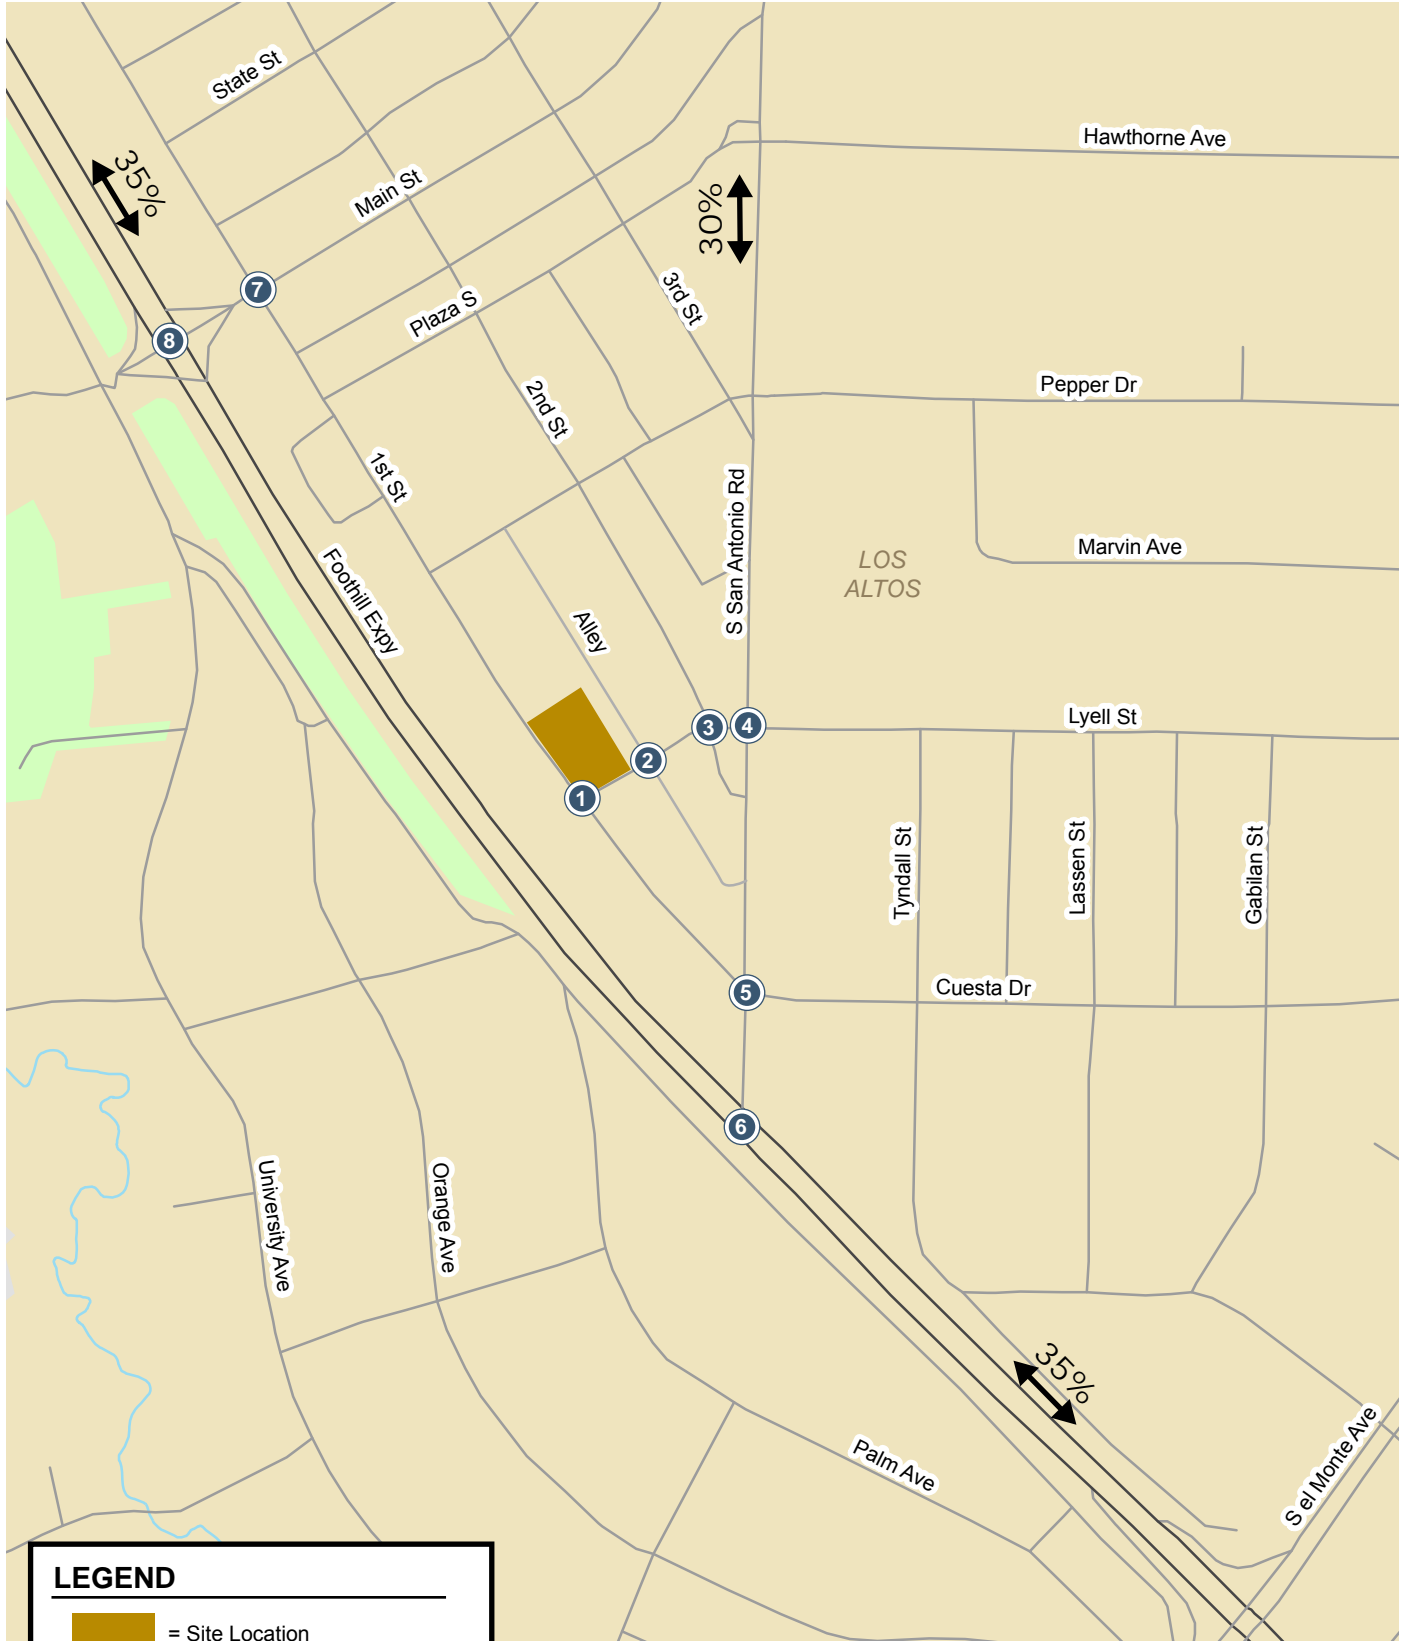 State St
Hawthorne Ave
35%
Main St
30%
7
3rd St
Plaza S
8
Pepper Dr
2nd St
1st St
S San Antonio Rd
Marvin Ave
LOS
ALTOS
Foothill Expy
Alley
Lyell St
3
4
2
1
Tyndall St
Lassen St
Gabilan St
Cuesta Dr
5
6
University Ave
Orange Ave
35%
Palm Ave
S el Monte Ave
LEGEND
= Site Location